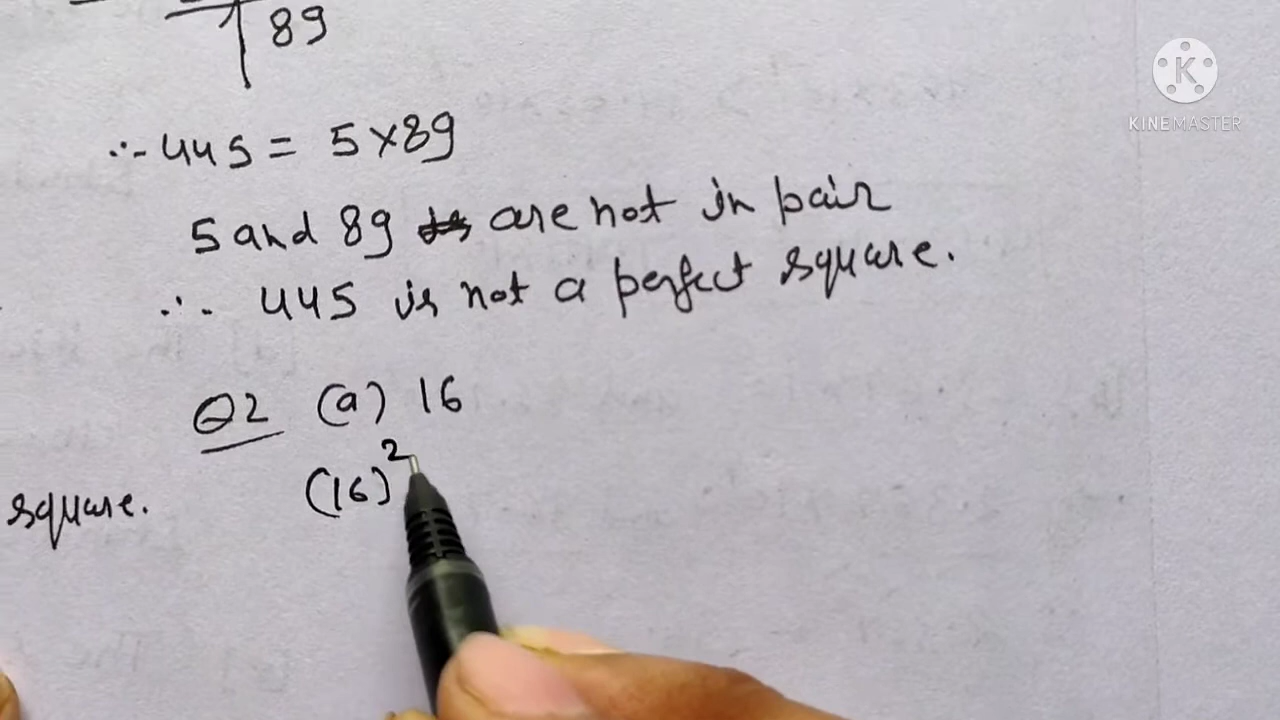 89
∴ 445 = 5×89
5 and 89 are not in pair
∴ 445 is not a perfect square.
Q2 (a) 16
(16)²
square.
K
KINEMASTER